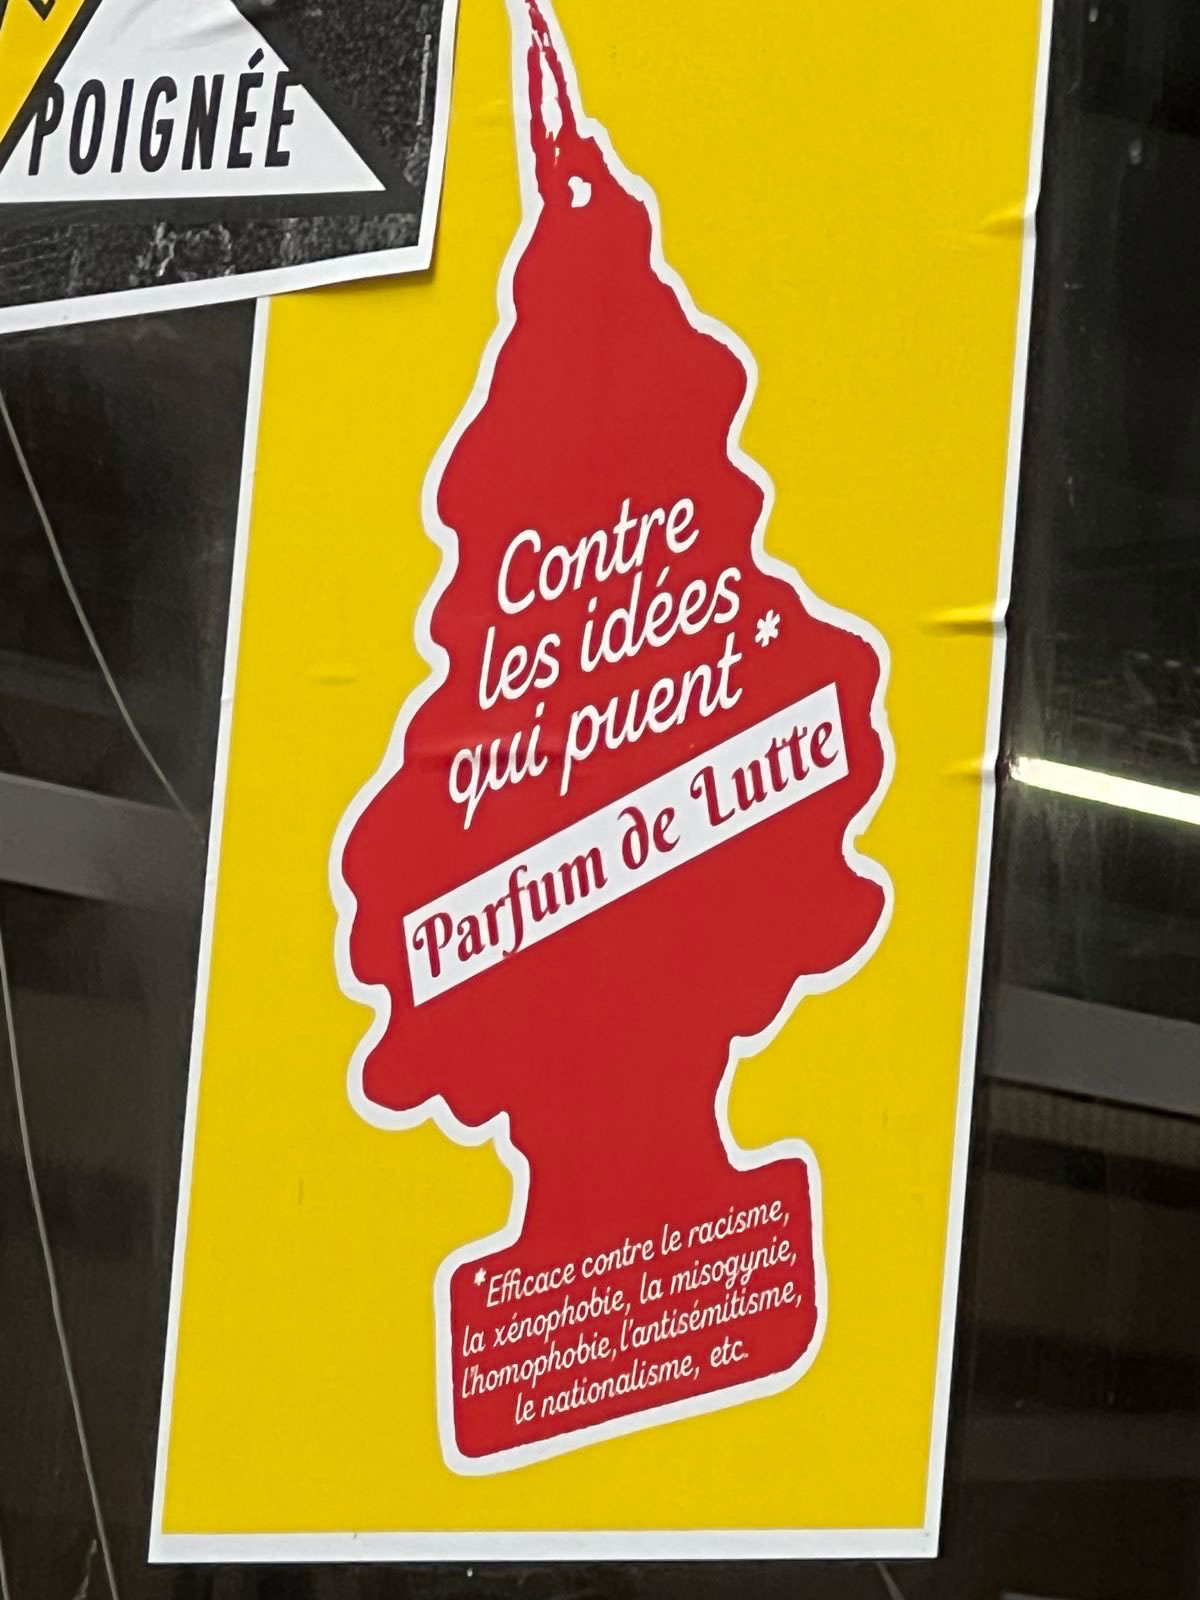 POIGNÉE
Contre
les idées
qui puent*
Parfum de Lutte
*Efficace contre le racisme,
la xénophobie, la misogynie,
l'homophobie, l'antisémitisme,
le nationalisme, etc.